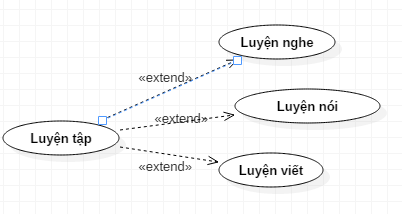 Luyện nghe
«extend»
Luyện nói
«extend»
Luyện tập
«extend»
Luyện viết